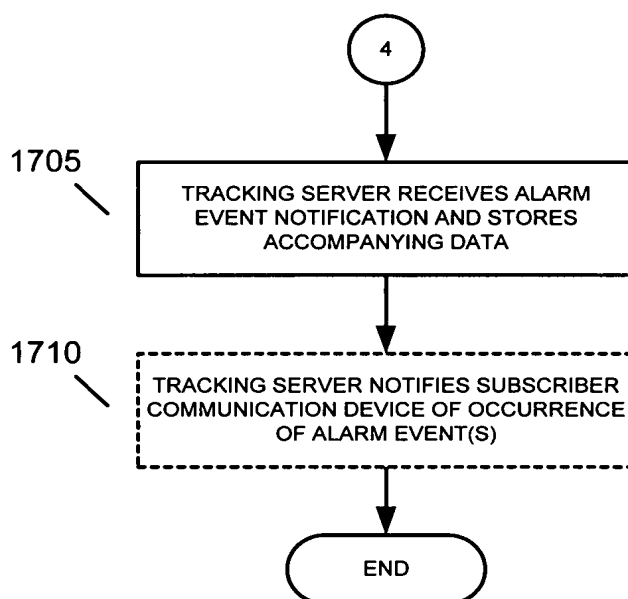 4
1705
TRACKING SERVER RECEIVES ALARM
EVENT NOTIFICATION AND STORES
ACCOMPANYING DATA
1710
TRACKING SERVER NOTIFIES SUBSCRIBER
COMMUNICATION DEVICE OF OCCURRENCE
OF ALARM EVENT(S)
END